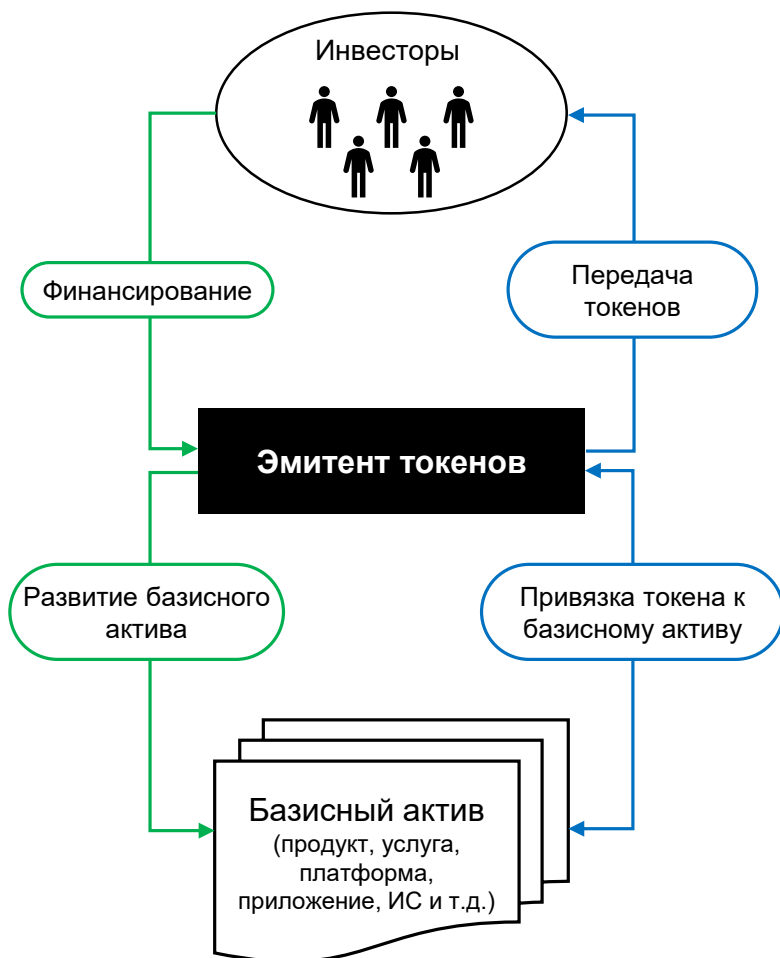 Инвесторы
Финансирование
Передача
токенов
Эмитент токенов
Развитие базисного
актива
Привязка токена к
базисному активу
Базисный актив
(продукт, услуга,
платформа,
приложение, ИС и т.д.)